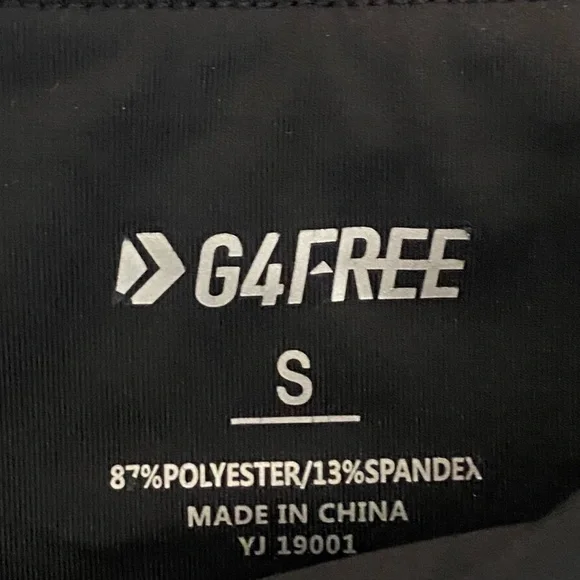 G4FREE
S
87%POLYESTER/13%SPANDEX
MADE IN CHINA
YJ 19001